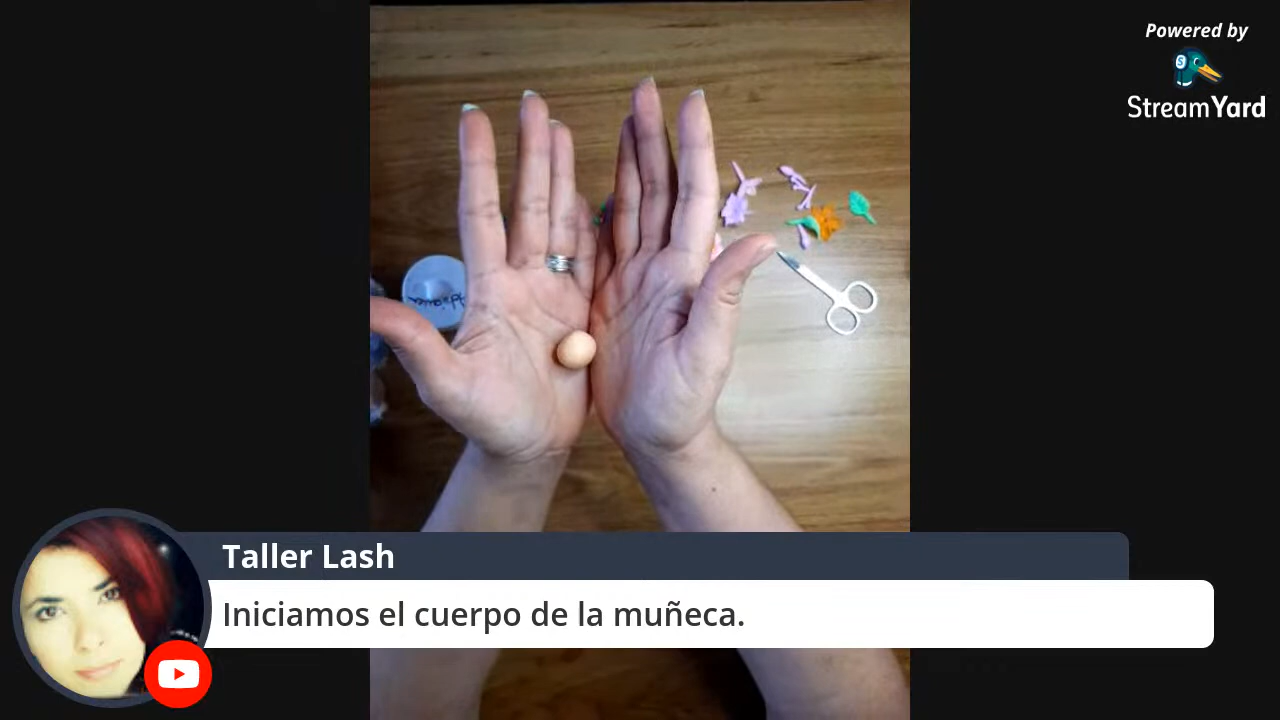 Powered by
StreamYard
Taller Lash
Iniciamos el cuerpo de la muñeca.